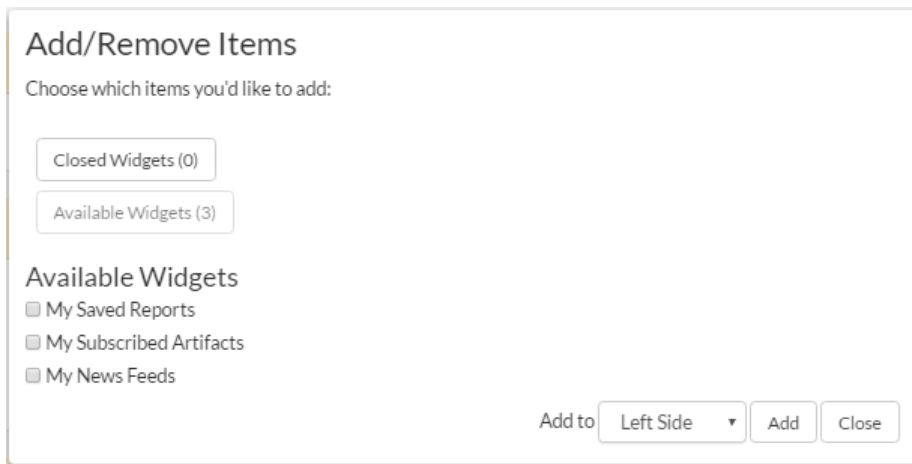 Add/Remove Items
Choose which items you'd like to add:
Closed Widgets (0)
Available Widgets (3)
Available Widgets
My Saved Reports
My Subscribed Artifacts
My News Feeds
Add to Left Side Add Close